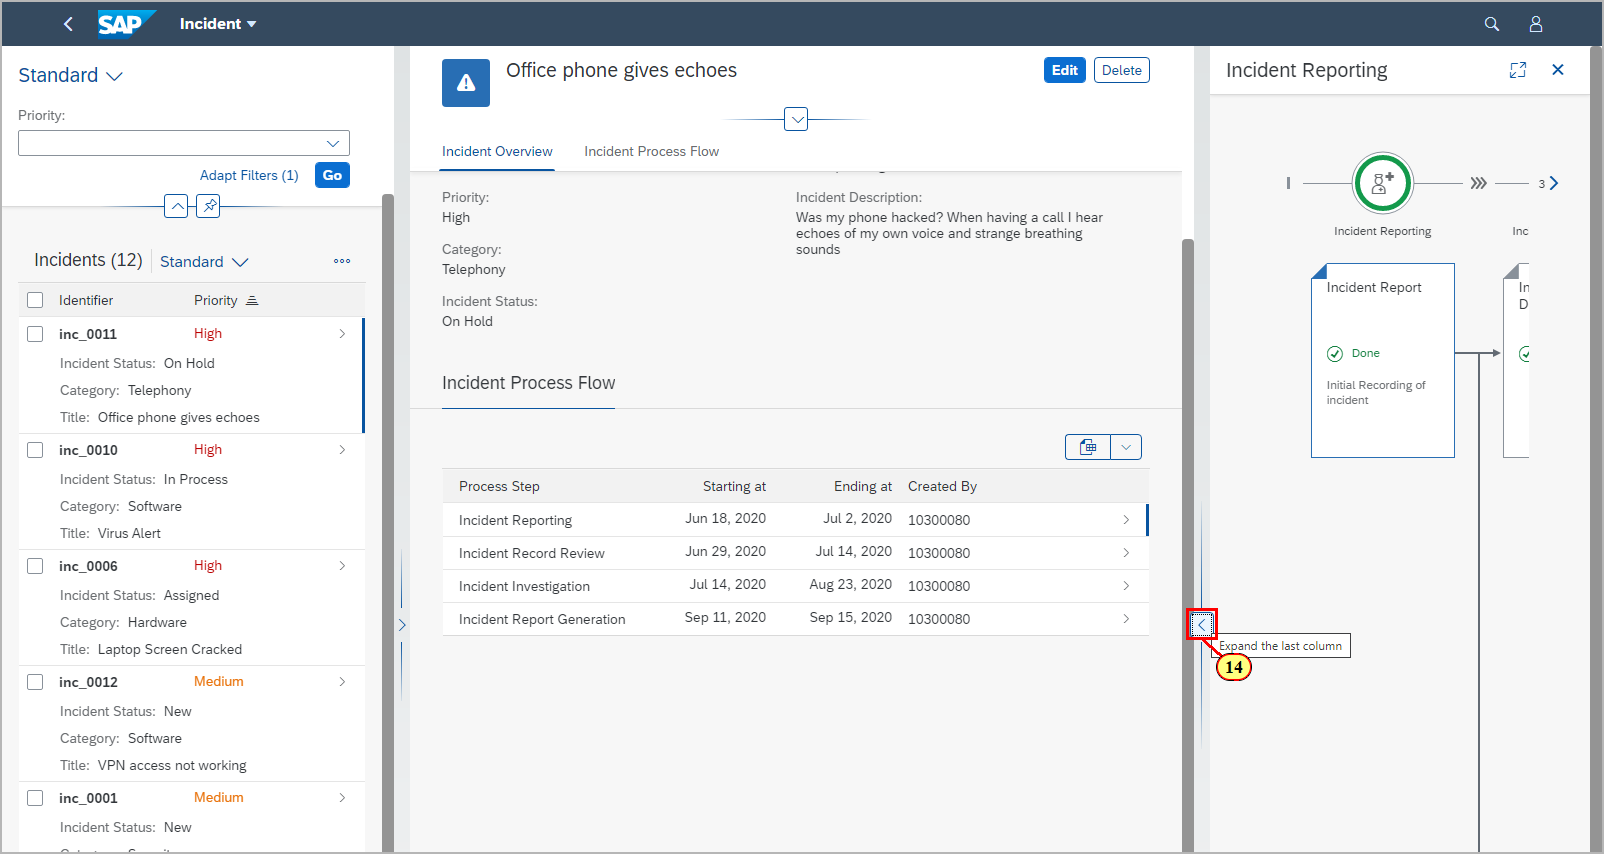 SAP
Incident
Standard
Priority:
Adapt Filters (1)
Go
Incidents (12)
Standard
Identifier
Priority
inc_0011
High
Incident Status: On Hold
Category: Telephony
Title: Office phone gives echoes
inc_0010
High
Incident Status: In Process
Category: Software
Title: Virus Alert
inc_0006
High
Incident Status: Assigned
Category: Hardware
Title: Laptop Screen Cracked
inc_0012
Medium
Incident Status: New
Category: Software
Title: VPN access not working
inc_0001
Medium
Incident Status: New
Office phone gives echoes
Edit
Delete
Incident Overview
Incident Process Flow
Priority:
High
Category:
Telephony
Incident Status:
On Hold
Incident Description:
Was my phone hacked? When having a call I hear
echoes of my own voice and strange breathing
sounds
Incident Process Flow
Process Step Starting at Ending at Created By
Incident Reporting Jun 18, 2020 Jul 2, 2020 10300080
Incident Record Review Jun 29, 2020 Jul 14, 2020 10300080
Incident Investigation Jul 14, 2020 Aug 23, 2020 10300080
Incident Report Generation Sep 11, 2020 Sep 15, 2020 10300080
Expand the last column
14
Incident Reporting
3
Incident Reporting
Inc
Incident Report
Done
Initial Recording of
incident
In
D